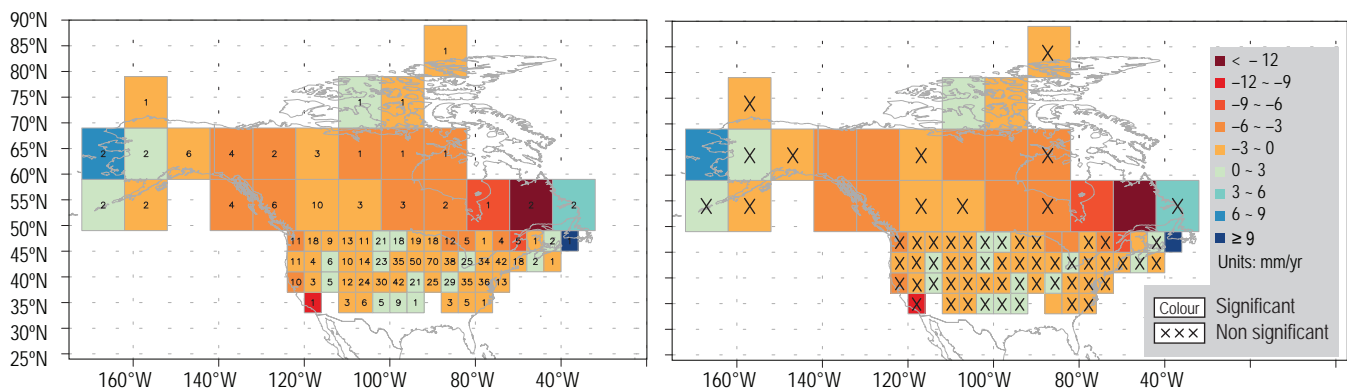 90°N
85°N
80°N
75°N
70°N
65°N
60°N
55°N
50°N
45°N
40°N
35°N
30°N
25°N
1
1 1 1
2 2 6 4 2 3 1 1 1
2 2 4 6 10 3 3 2 1 2 2
11 18 9 13 11 21 18 19 18 12 5 1 4 5 1 2 1
11 4 6 10 14 23 35 50 70 38 25 34 42 18 2 1
10 3 5 12 24 30 42 21 25 29 35 36 13
1 3 6 5 9 1 3 5 1
160°W 140°W 120°W 100°W 80°W 60°W 40°W
X
X
X X X X
X X X X X X
X X X X X X X X X X X X
X X X X X X X X X X X X X X X
X X X X X X X X X X X X
X X X X X X X X
160°W 140°W 120°W 100°W 80°W 60°W 40°W
< – 12
–12 ~ –9
–9 ~ –6
–6 ~ –3
–3 ~ 0
0 ~ 3
3 ~ 6
6 ~ 9
≥ 9
Units: mm/yr
Colour Significant
××× Non significant